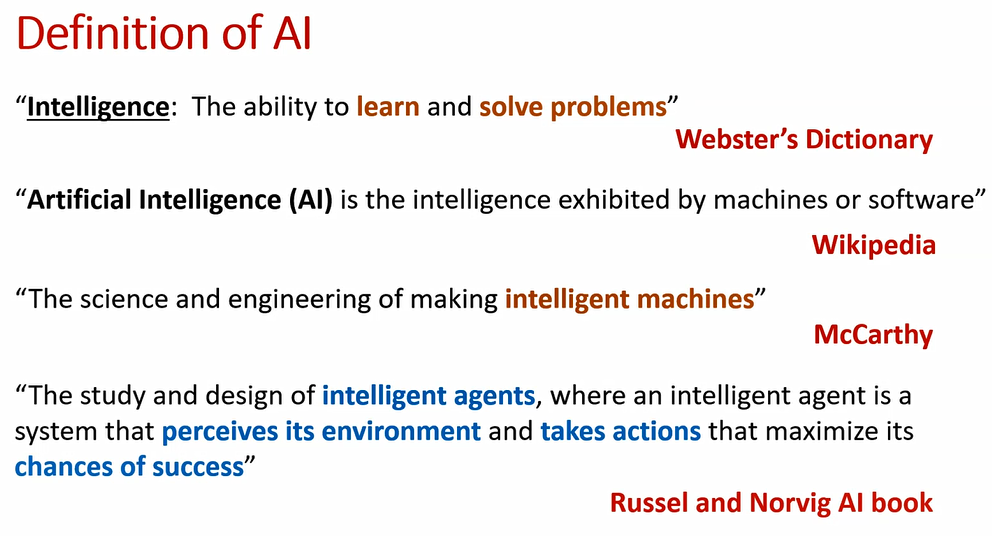 Definition of AI
“Intelligence:  The ability to learn and solve problems”
Webster’s Dictionary
“Artificial Intelligence (AI) is the intelligence exhibited by machines or software”
Wikipedia
“The science and engineering of making intelligent machines”
McCarthy
“The study and design of intelligent agents, where an intelligent agent is a
system that perceives its environment and takes actions that maximize its
chances of success”
Russel and Norvig AI book